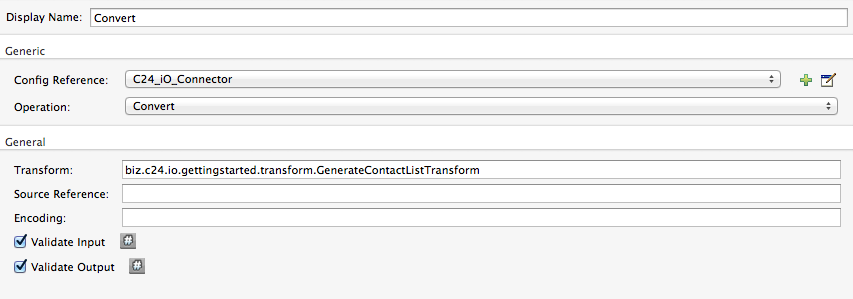 Display Name: Convert
Generic
Config Reference: C24_iO_Connector
Operation: Convert
General
Transform: biz.c24.io.gettingstarted.transform.GenerateContactListTransform
Source Reference:
Encoding:
Validate Input #
Validate Output #